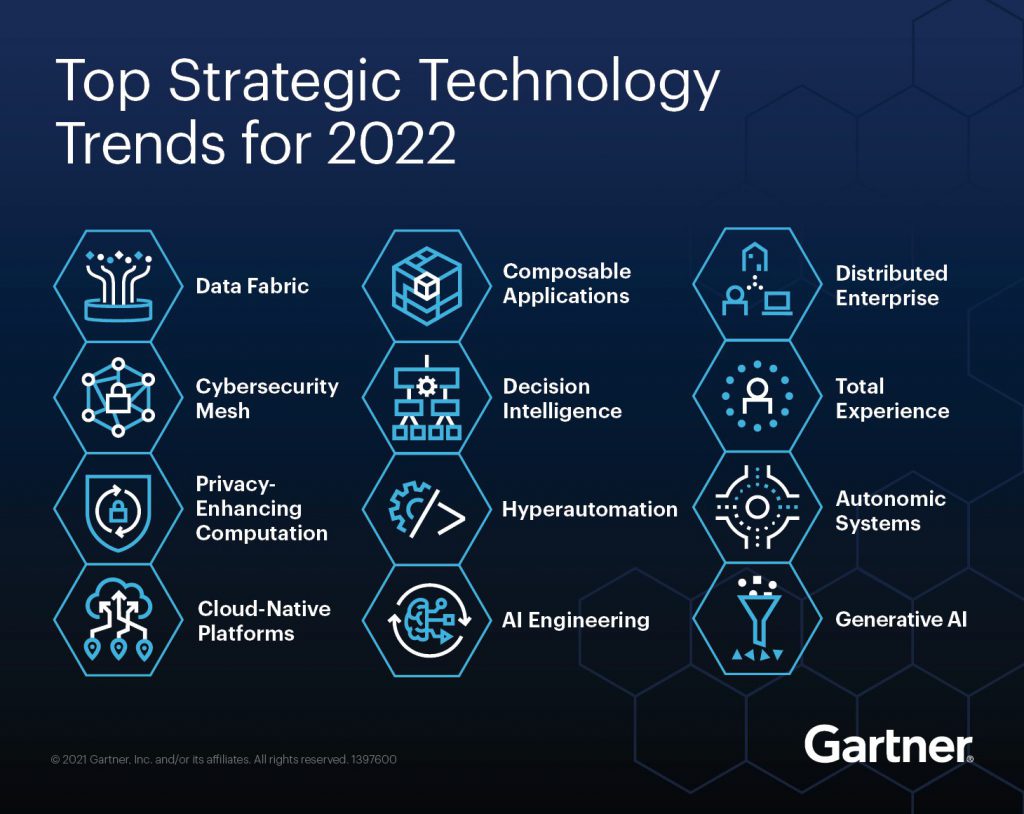 Top Strategic Technology
Trends for 2022
Data Fabric
Cybersecurity
Mesh
Privacy-
Enhancing
Computation
Cloud-Native
Platforms
Composable
Applications
Decision
Intelligence
Hyperautomation
AI Engineering
Distributed
Enterprise
Total
Experience
Autonomic
Systems
Generative AI
© 2021 Gartner, Inc. and/or its affiliates. All rights reserved. 1397600
Gartner®